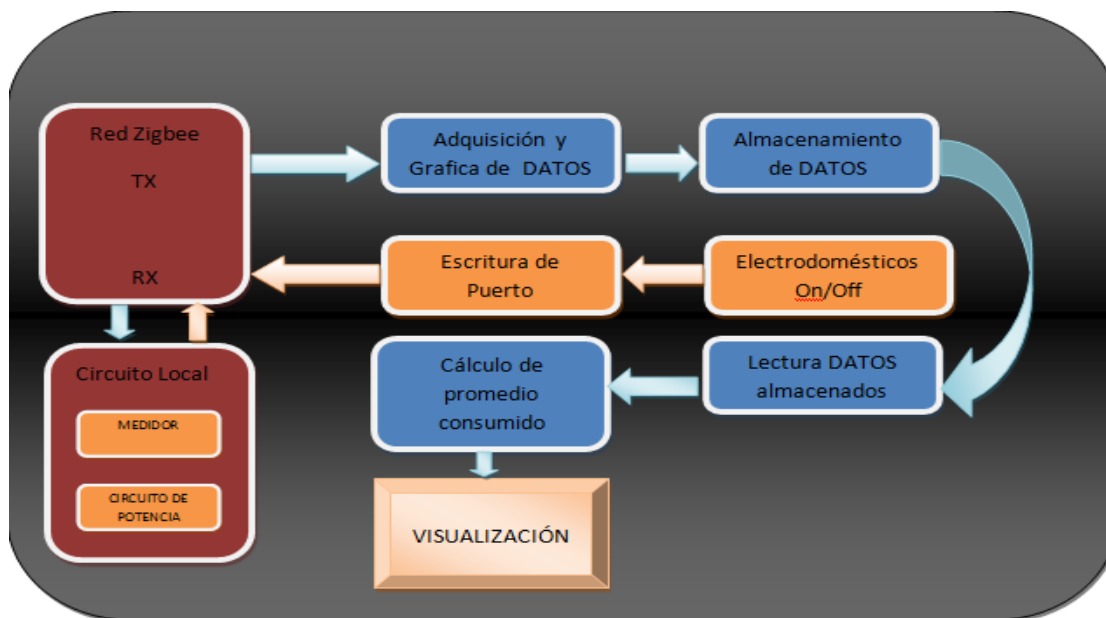 Red Zigbee
TX
RX
Adquisición y
Grafica de DATOS
Almacenamiento
de DATOS
Escritura de
Puerto
Electrodomésticos
On/Off
Circuito Local
MEDIDOR
CIRCUITO DE
POTENCIA
Cálculo de
promedio
consumido
Lectura DATOS
almacenados
VISUALIZACIÓN